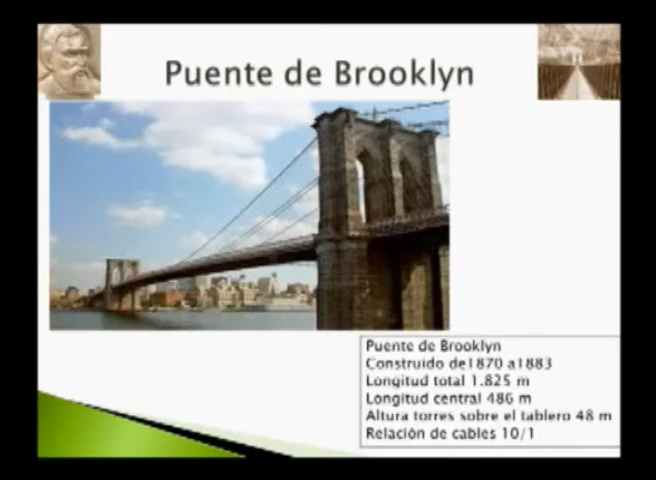 Puente de Brooklyn
Puente de Brooklyn
Construido de1870 a1883
Longitud total 1.825 m
Longitud central 486 m
Altura torres sobre el tablero 48 m
Relación de cables 10/1